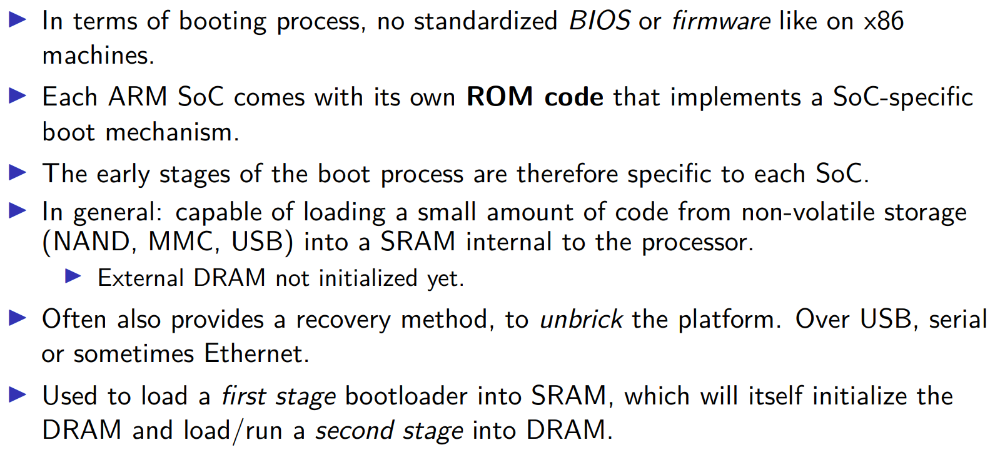 In terms of booting process, no standardized BIOS or firmware like on x86
machines.
Each ARM SoC comes with its own ROM code that implements a SoC-specific
boot mechanism.
The early stages of the boot process are therefore specific to each SoC.
In general: capable of loading a small amount of code from non-volatile storage
(NAND, MMC, USB) into a SRAM internal to the processor.
External DRAM not initialized yet.
Often also provides a recovery method, to unbrick the platform. Over USB, serial
or sometimes Ethernet.
Used to load a first stage bootloader into SRAM, which will itself initialize the
DRAM and load/run a second stage into DRAM.